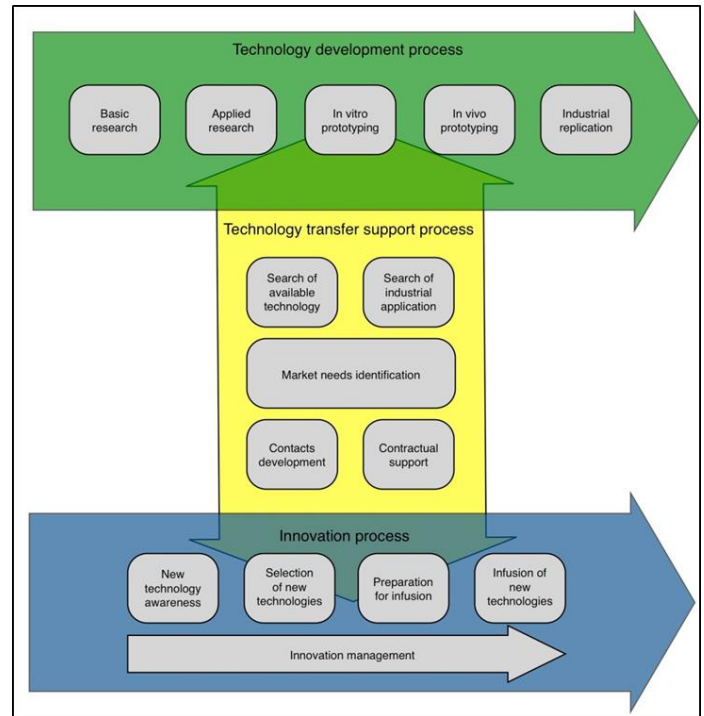 Technology development process
Basic
research
Applied
research
In vitro
prototyping
In vivo
prototyping
Industrial
replication
Technology transfer support process
Search of
available
technology
Search of
industrial
application
Market needs identification
Contacts
development
Contractual
support
Innovation process
New
technology
awareness
Selection
of new
technologies
Preparation
for infusion
Infusion of
new
technologies
Innovation management